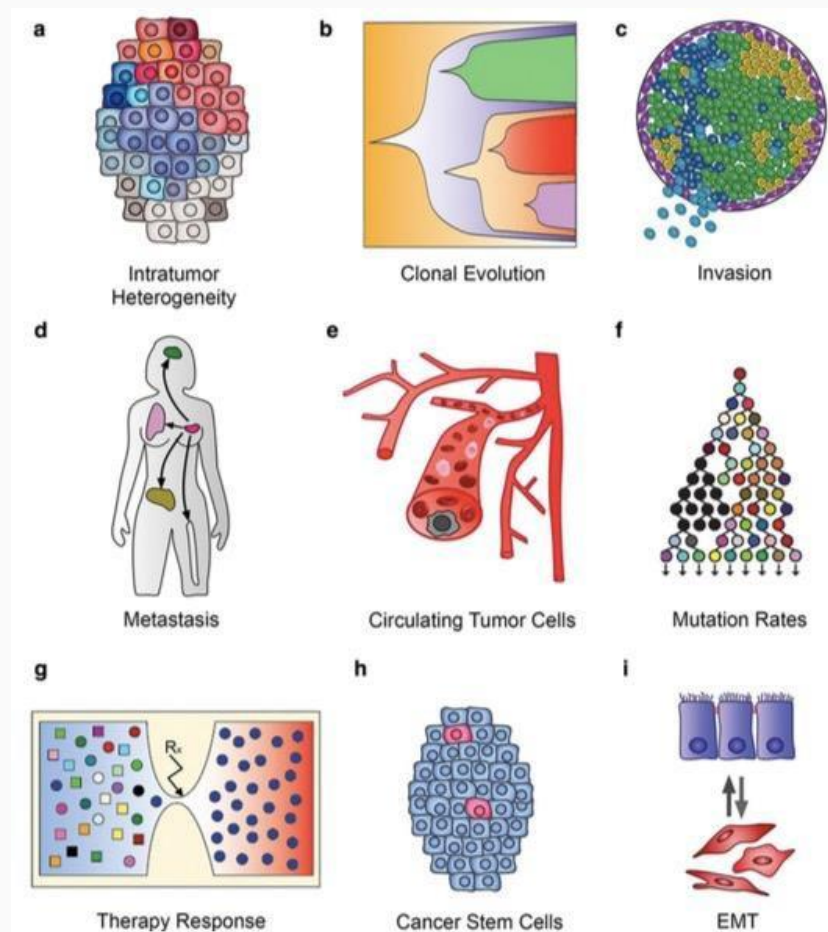 a
b
c
Intratumor
Heterogeneity
Clonal Evolution
Invasion
d
e
f
Metastasis
Circulating Tumor Cells
Mutation Rates
g
h
i
Rx
Therapy Response
Cancer Stem Cells
EMT